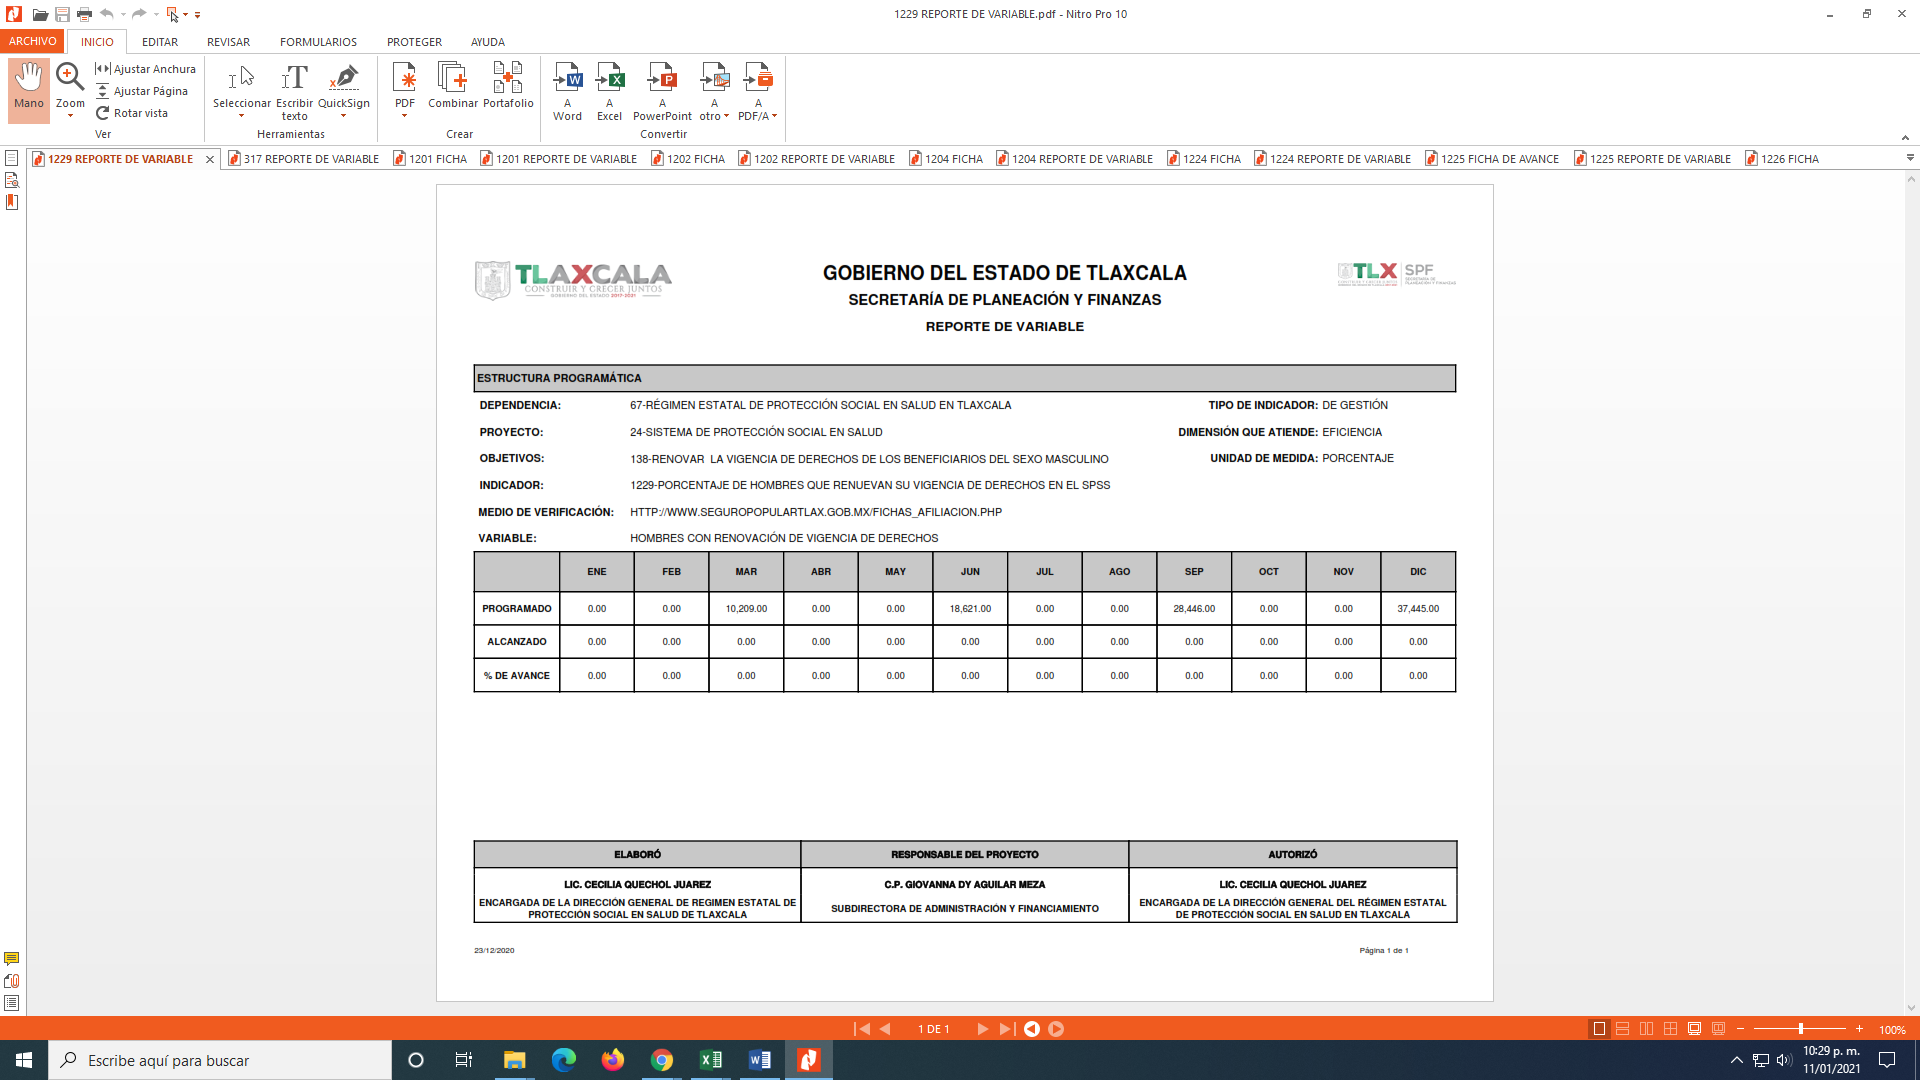 1229 REPORTE DE VARIABLE.pdf - Nitro Pro 10
ARCHIVO INICIO EDITAR REVISAR FORMULARIOS PROTEGER AYUDA
Mano Zoom Ajustar Anchura Ajustar Página Rotar vista
Seleccionar Escribir texto QuickSign
PDF Combinar Portafolio
A Word A Excel A PowerPoint A otro A PDF/A
Ver Herramientas Crear Convertir
1229 REPORTE DE VARIABLE 317 REPORTE DE VARIABLE 1201 FICHA 1201 REPORTE DE VARIABLE 1202 FICHA 1202 REPORTE DE VARIABLE 1204 FICHA 1204 REPORTE DE VARIABLE 1224 FICHA 1224 REPORTE DE VARIABLE 1225 FICHA DE AVANCE 1225 REPORTE DE VARIABLE 1226 FICHA
TLAXCALA
CONSTRUIR Y CRECER JUNTOS
GOBIERNO DEL ESTADO 2017-2021
GOBIERNO DEL ESTADO DE TLAXCALA
SECRETARÍA DE PLANEACIÓN Y FINANZAS
REPORTE DE VARIABLE
TLX SPF
SECRETARÍA DE
PLANEACIÓN Y FINANZAS
ESTRUCTURA PROGRAMÁTICA
DEPENDENCIA: 67-RÉGIMEN ESTATAL DE PROTECCIÓN SOCIAL EN SALUD EN TLAXCALA TIPO DE INDICADOR: DE GESTIÓN
PROYECTO: 24-SISTEMA DE PROTECCIÓN SOCIAL EN SALUD DIMENSIÓN QUE ATIENDE: EFICIENCIA
OBJETIVOS: 138-RENOVAR LA VIGENCIA DE DERECHOS DE LOS BENEFICIARIOS DEL SEXO MASCULINO UNIDAD DE MEDIDA: PORCENTAJE
INDICADOR: 1229-PORCENTAJE DE HOMBRES QUE RENUEVAN SU VIGENCIA DE DERECHOS EN EL SPSS
MEDIO DE VERIFICACIÓN: HTTP://WWW.SEGUROPOPULARTLAX.GOB.MX/FICHAS_AFILIACION.PHP
VARIABLE: HOMBRES CON RENOVACIÓN DE VIGENCIA DE DERECHOS
ENE FEB MAR ABR MAY JUN JUL AGO SEP OCT NOV DIC
PROGRAMADO 0.00 0.00 10,209.00 0.00 0.00 18,621.00 0.00 0.00 28,446.00 0.00 0.00 37,445.00
ALCANZADO 0.00 0.00 0.00 0.00 0.00 0.00 0.00 0.00 0.00 0.00 0.00 0.00
% DE AVANCE 0.00 0.00 0.00 0.00 0.00 0.00 0.00 0.00 0.00 0.00 0.00 0.00
ELABORÓ RESPONSABLE DEL PROYECTO AUTORIZÓ
LIC. CECILIA QUECHOL JUAREZ C.P. GIOVANNA DY AGUILAR MEZA LIC. CECILIA QUECHOL JUAREZ
ENCARGADA DE LA DIRECCIÓN GENERAL DE REGIMEN ESTATAL DE PROTECCIÓN SOCIAL EN SALUD DE TLAXCALA
SUBDIRECTORA DE ADMINISTRACIÓN Y FINANCIAMIENTO
ENCARGADA DE LA DIRECCIÓN GENERAL DEL RÉGIMEN ESTATAL DE PROTECCIÓN SOCIAL EN SALUD EN TLAXCALA
23/12/2020 Página 1 de 1
1 DE 1
100%
Escribe aquí para buscar
10:29 p. m.
11/01/2021